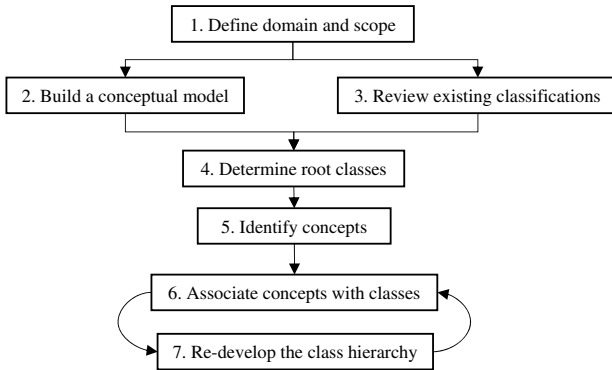 1. Define domain and scope
2. Build a conceptual model
3. Review existing classifications
4. Determine root classes
5. Identify concepts
6. Associate concepts with classes
7. Re-develop the class hierarchy